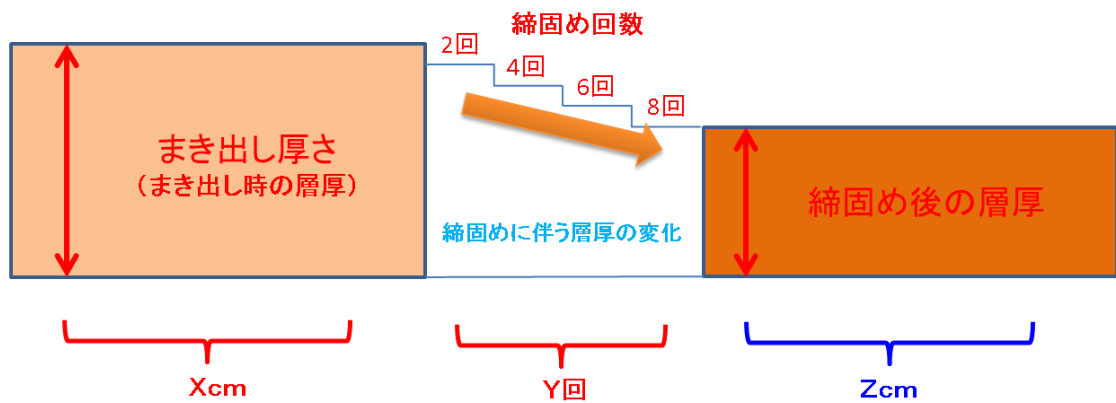 締固め回数
2回
4回
6回
8回
まき出し厚さ
（まき出し時の層厚）
締固め後の層厚
締固めに伴う層厚の変化
Xcm
Y回
Zcm